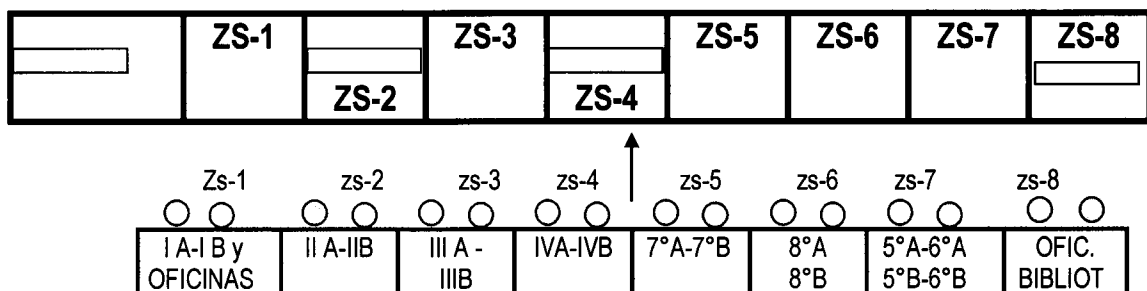 ZS-1 ZS-3 ZS-5 ZS-6 ZS-7 ZS-8
ZS-2 ZS-4
Zs-1 zs-2 zs-3 zs-4 zs-5 zs-6 zs-7 zs-8
I A-I B y II A-IIB III A - IVA-IVB 7°A-7°B 8°A 5°A-6°A OFIC.
OFICINAS IIIB 8°B 5°B-6°B BIBLIOT